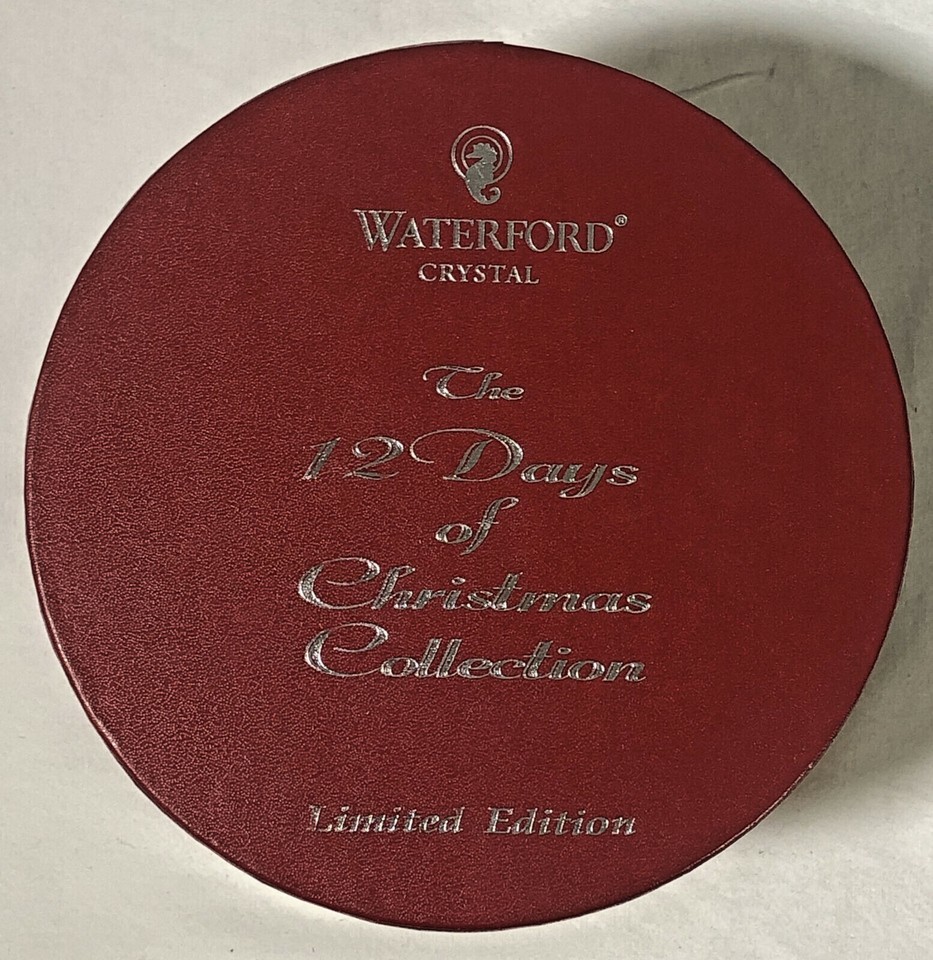 WATERFORD®
CRYSTAL
The
12 Days
of
Christmas
Collection
Limited Edition